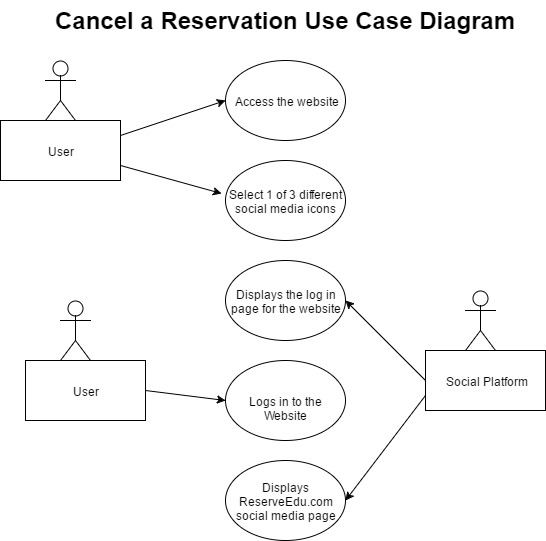 Cancel a Reservation Use Case Diagram
Access the website
User
Select 1 of 3 different
social media icons
Displays the log in
page for the website
Social Platform
User
Logs in to the
Website
Displays
ReserveEdu.com
social media page